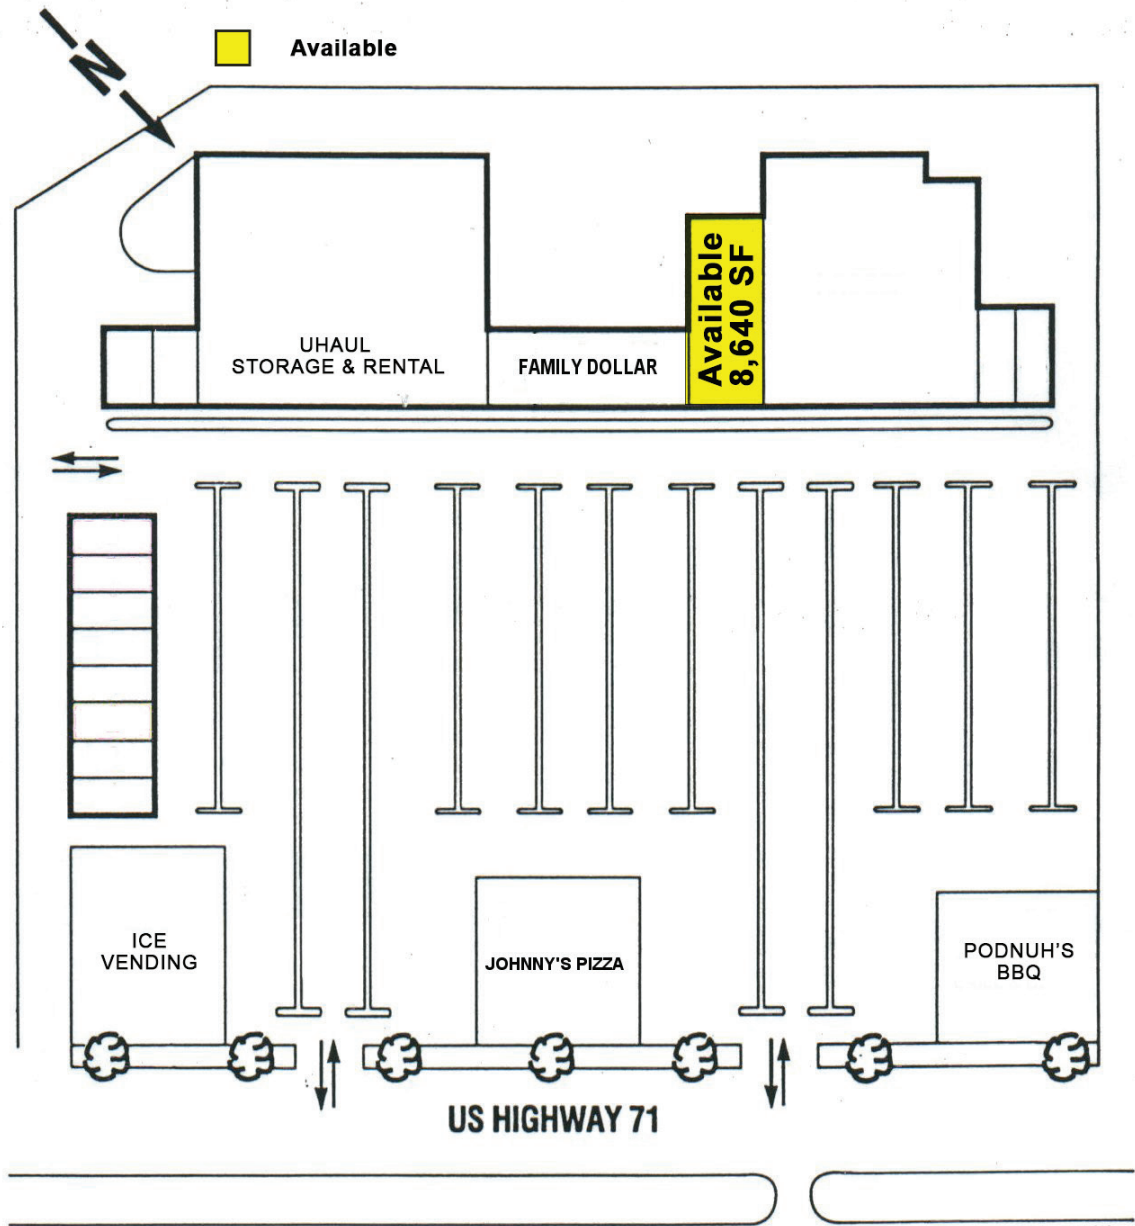 N
Available
Available
8,640 SF
UHAUL
STORAGE & RENTAL
FAMILY DOLLAR
ICE
VENDING
JOHNNY'S PIZZA
PODNUH'S
BBQ
US HIGHWAY 71